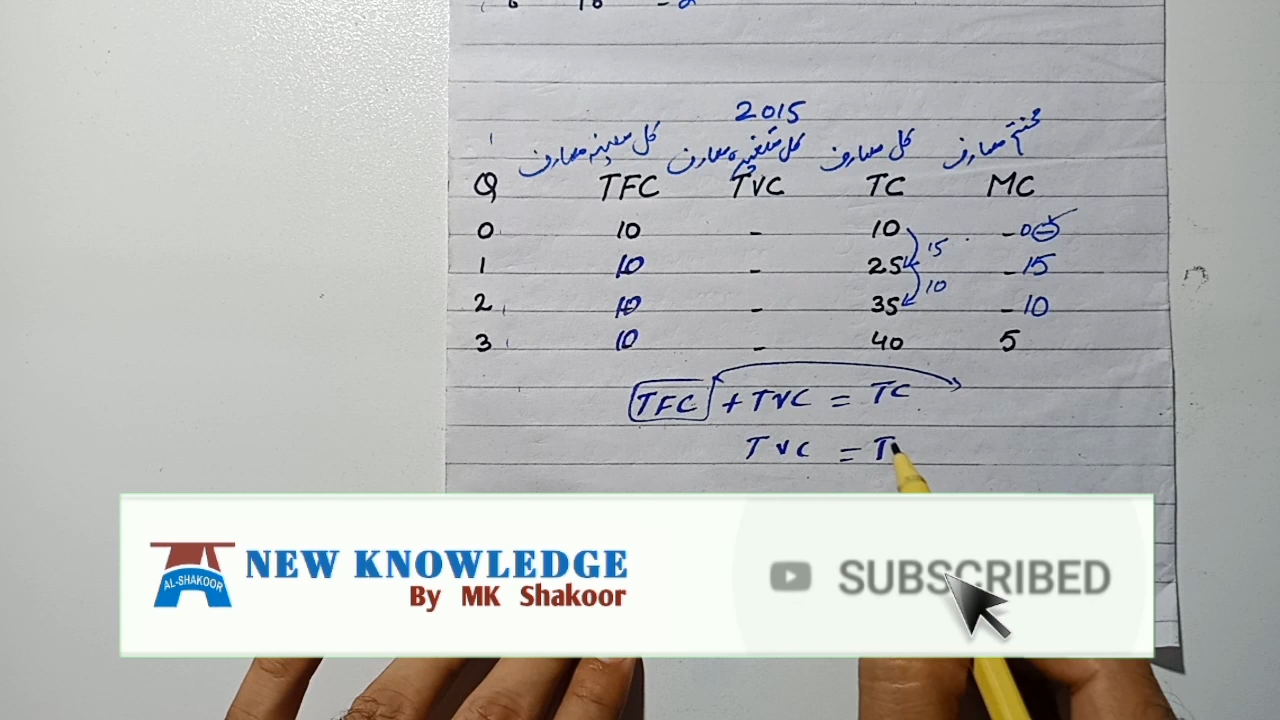 2015
کل معینہ مصارف کل متغیرہ مصارف کل مصارف مختتم مصارف
Q TFC TVC TC MC
0 10 - 10 - 0
15
1 10 - 25 - 15
10
2 10 - 35 - 10
3 10 - 40 5
TFC + TVC = TC
TVC = T
AL-SHAKOOR
NEW KNOWLEDGE
By MK Shakoor
SUBSCRIBED